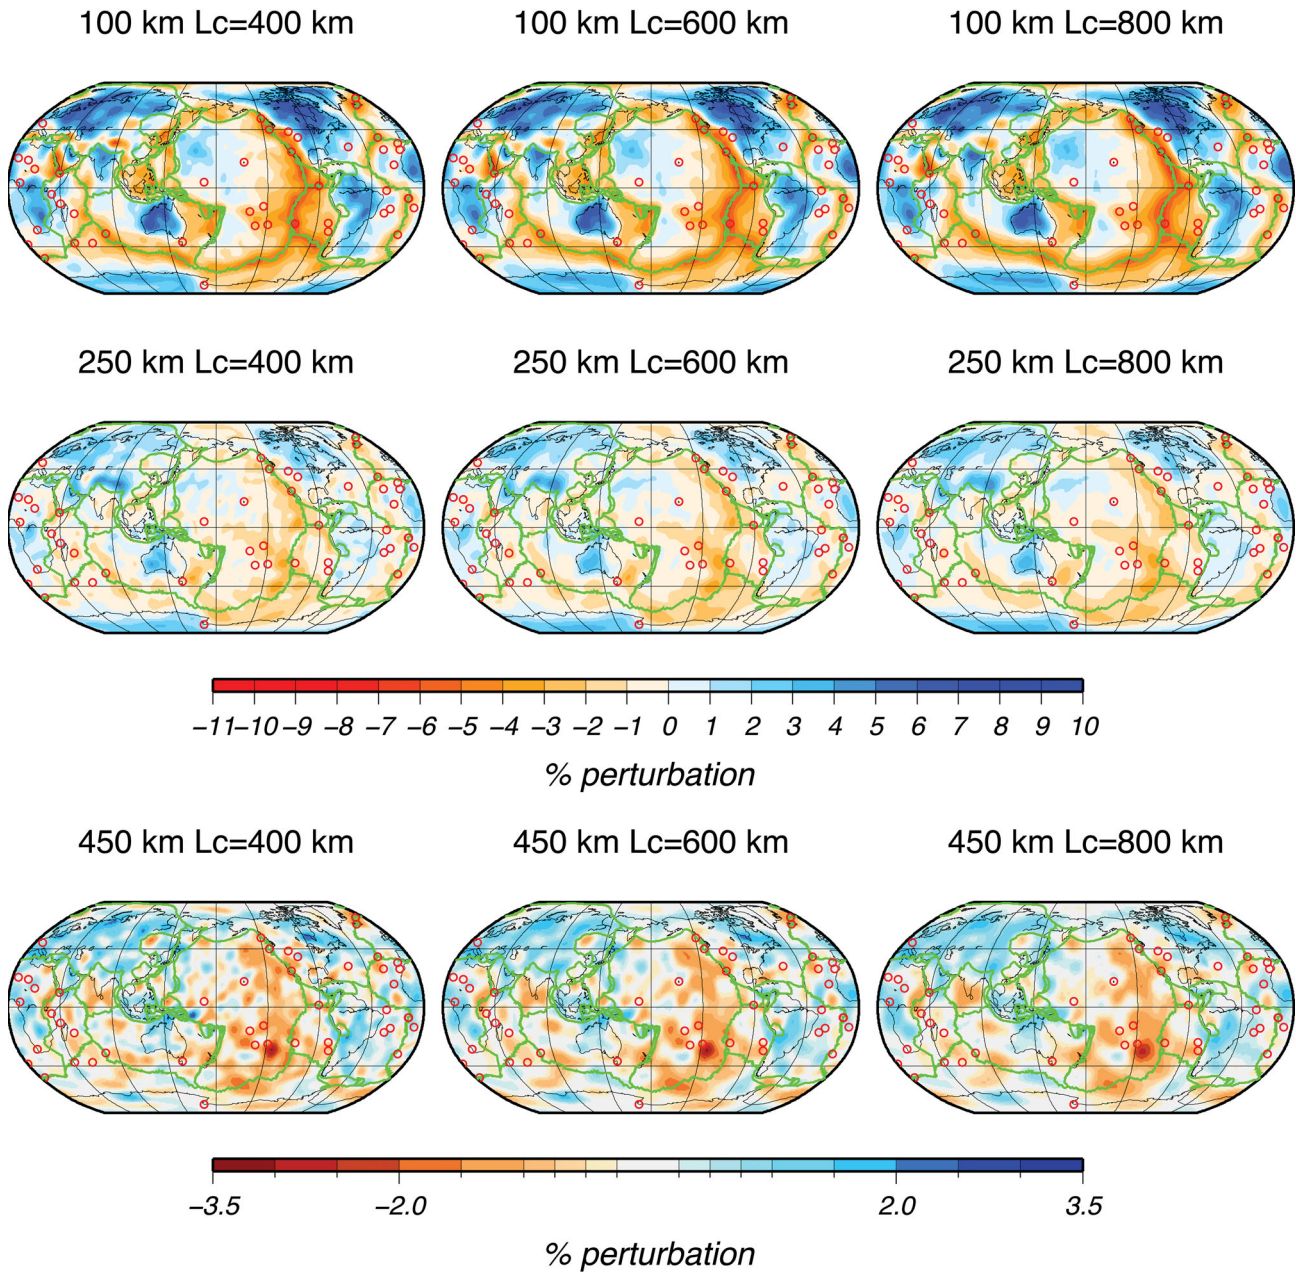 100 km Lc=400 km
100 km Lc=600 km
100 km Lc=800 km
250 km Lc=400 km
250 km Lc=600 km
250 km Lc=800 km
−11 −10 −9 −8 −7 −6 −5 −4 −3 −2 −1 0 1 2 3 4 5 6 7 8 9 10
% perturbation
450 km Lc=400 km
450 km Lc=600 km
450 km Lc=800 km
−3.5 −2.0 2.0 3.5
% perturbation